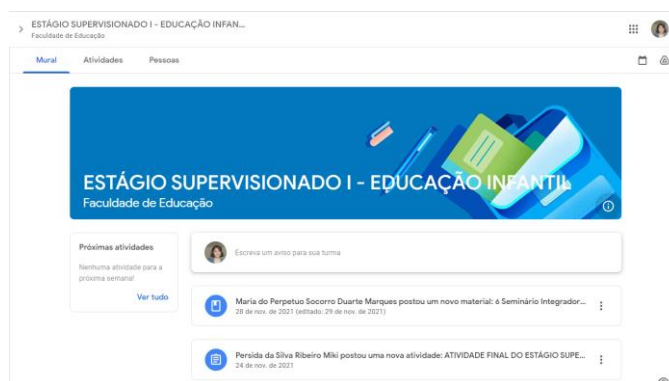 ESTÁGIO SUPERVISIONADO I - EDUCAÇÃO INFAN...
Faculdade de Educação
Mural Atividades Pessoas
ESTÁGIO SUPERVISIONADO I - EDUCAÇÃO INFANTIL
Faculdade de Educação
Próximas atividades
Nenhuma atividade para a
próxima semana!
Ver tudo
Escreva um aviso para sua turma
Maria do Perpetuo Socorro Duarte Marques postou um novo material: 6 Seminário Integrador...
28 de nov. de 2021 (editado: 29 de nov. de 2021)
Persida da Silva Ribeiro Miki postou uma nova atividade: ATIVIDADE FINAL DO ESTÁGIO SUPE...
24 de nov. de 2021